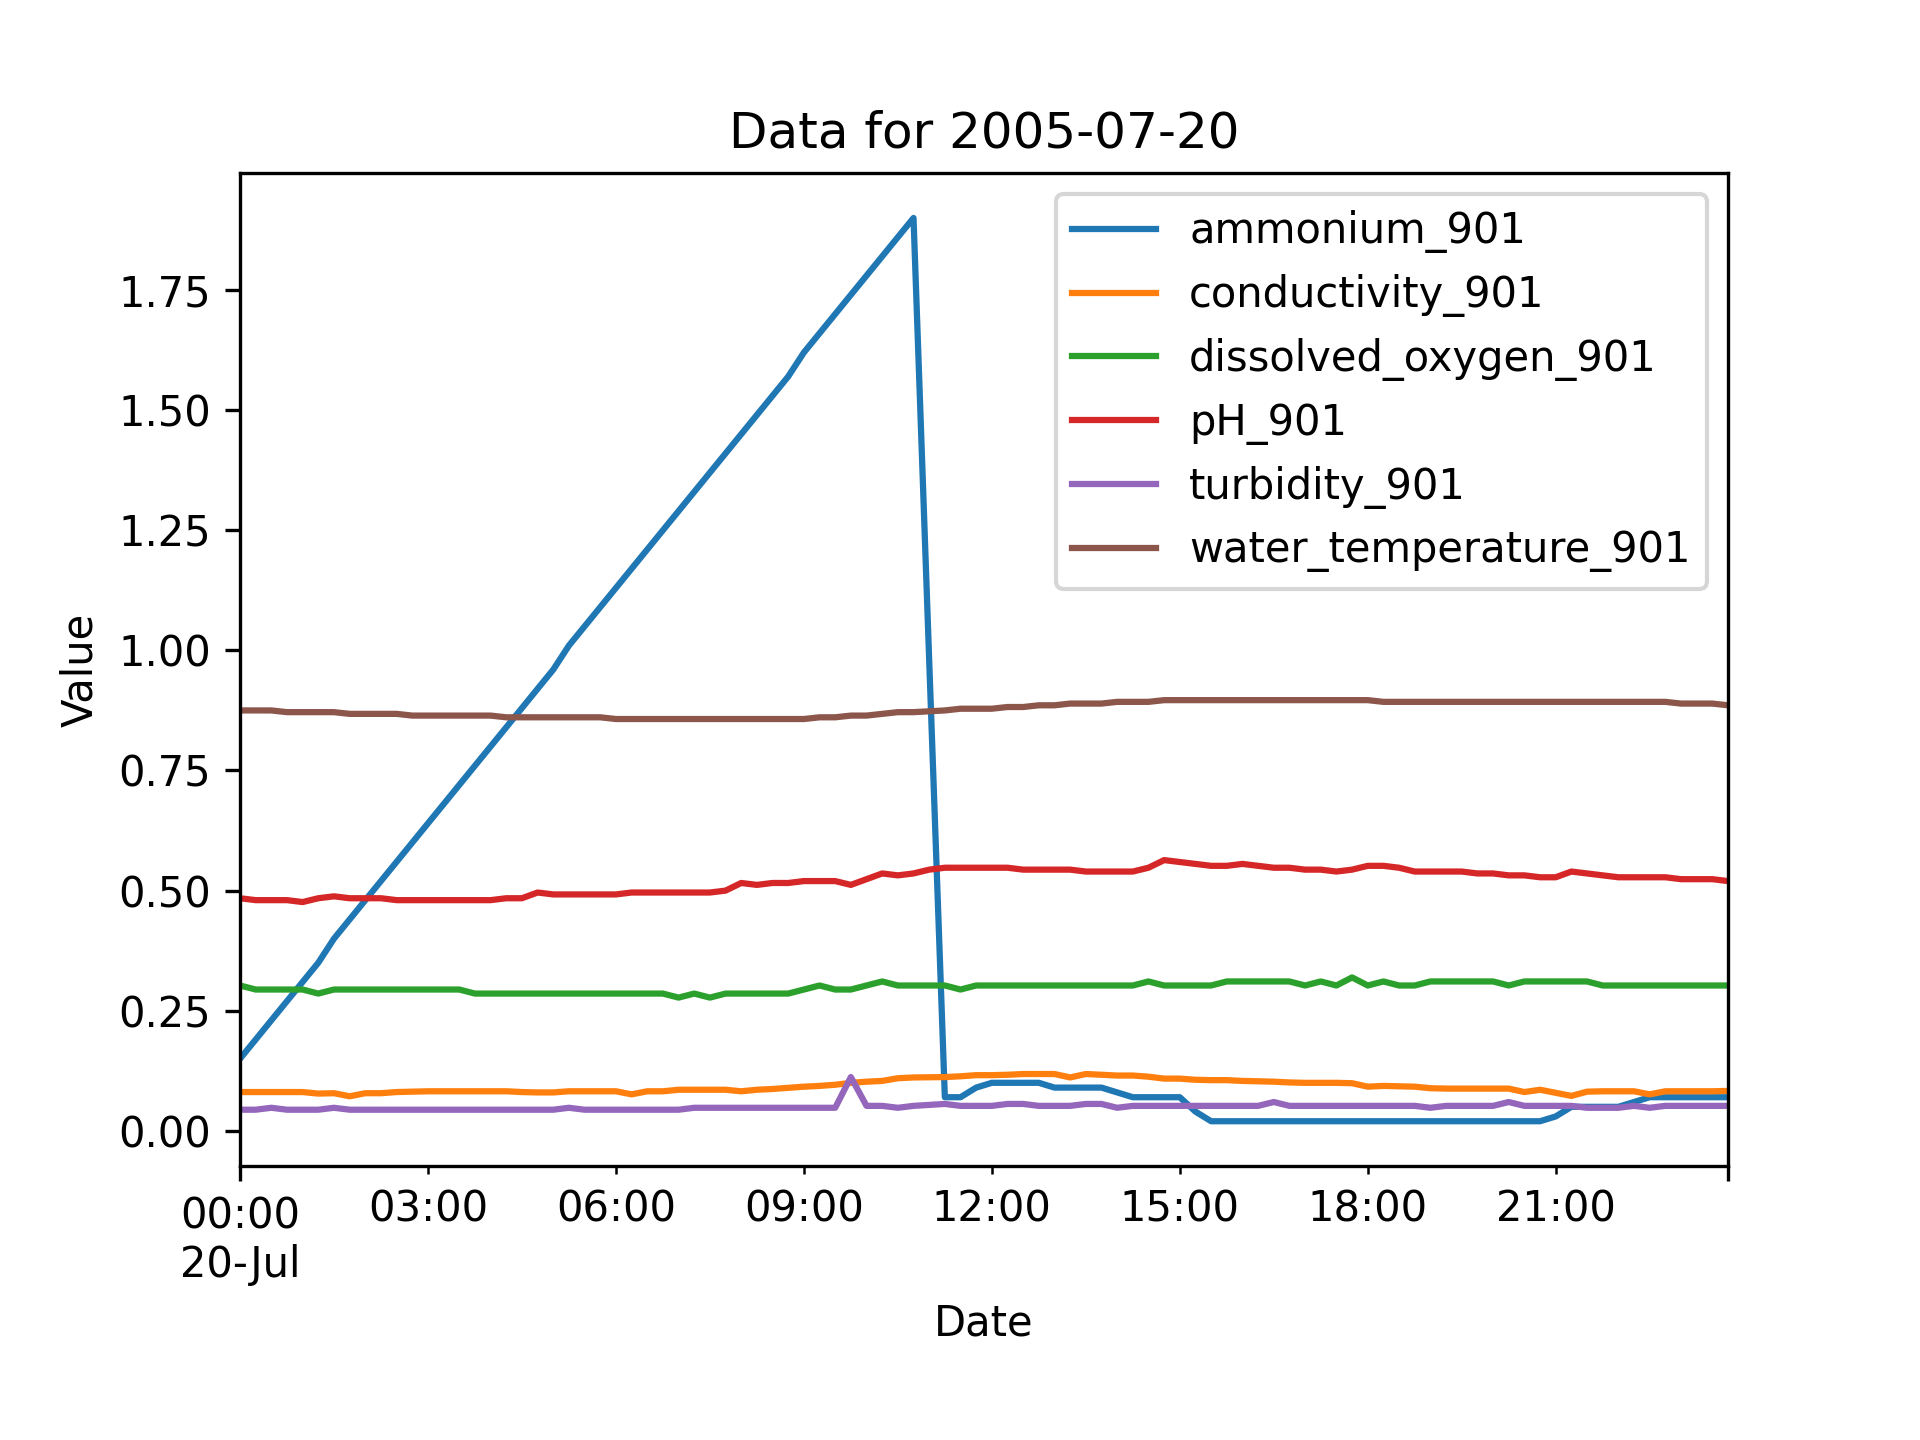 Data for 2005-07-20
ammonium_901
conductivity_901
dissolved_oxygen_901
pH_901
turbidity_901
water_temperature_901
Value
1.75
1.50
1.25
1.00
0.75
0.50
0.25
0.00
00:00 03:00 06:00 09:00 12:00 15:00 18:00 21:00
20-Jul
Date